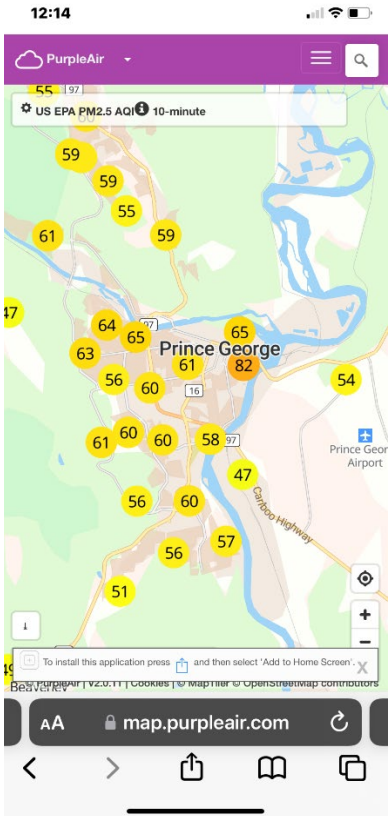 12:14
PurpleAir
55 97
US EPA PM2.5 AQI 10-minute
59
59
55
61 59
47
64 97
65 65
63 Prince George
61 82
56 60 16 54
61 60 60 58 97
Prince Geor
Airport
47
Cariboo Highway
56 60
57
56
51
To install this application press and then select 'Add to Home Screen'. X
© PurpleAir | V2.0.11 | Cookies | © MapTiler © OpenStreetMap contributors
Beaverley
AA map.purpleair.com